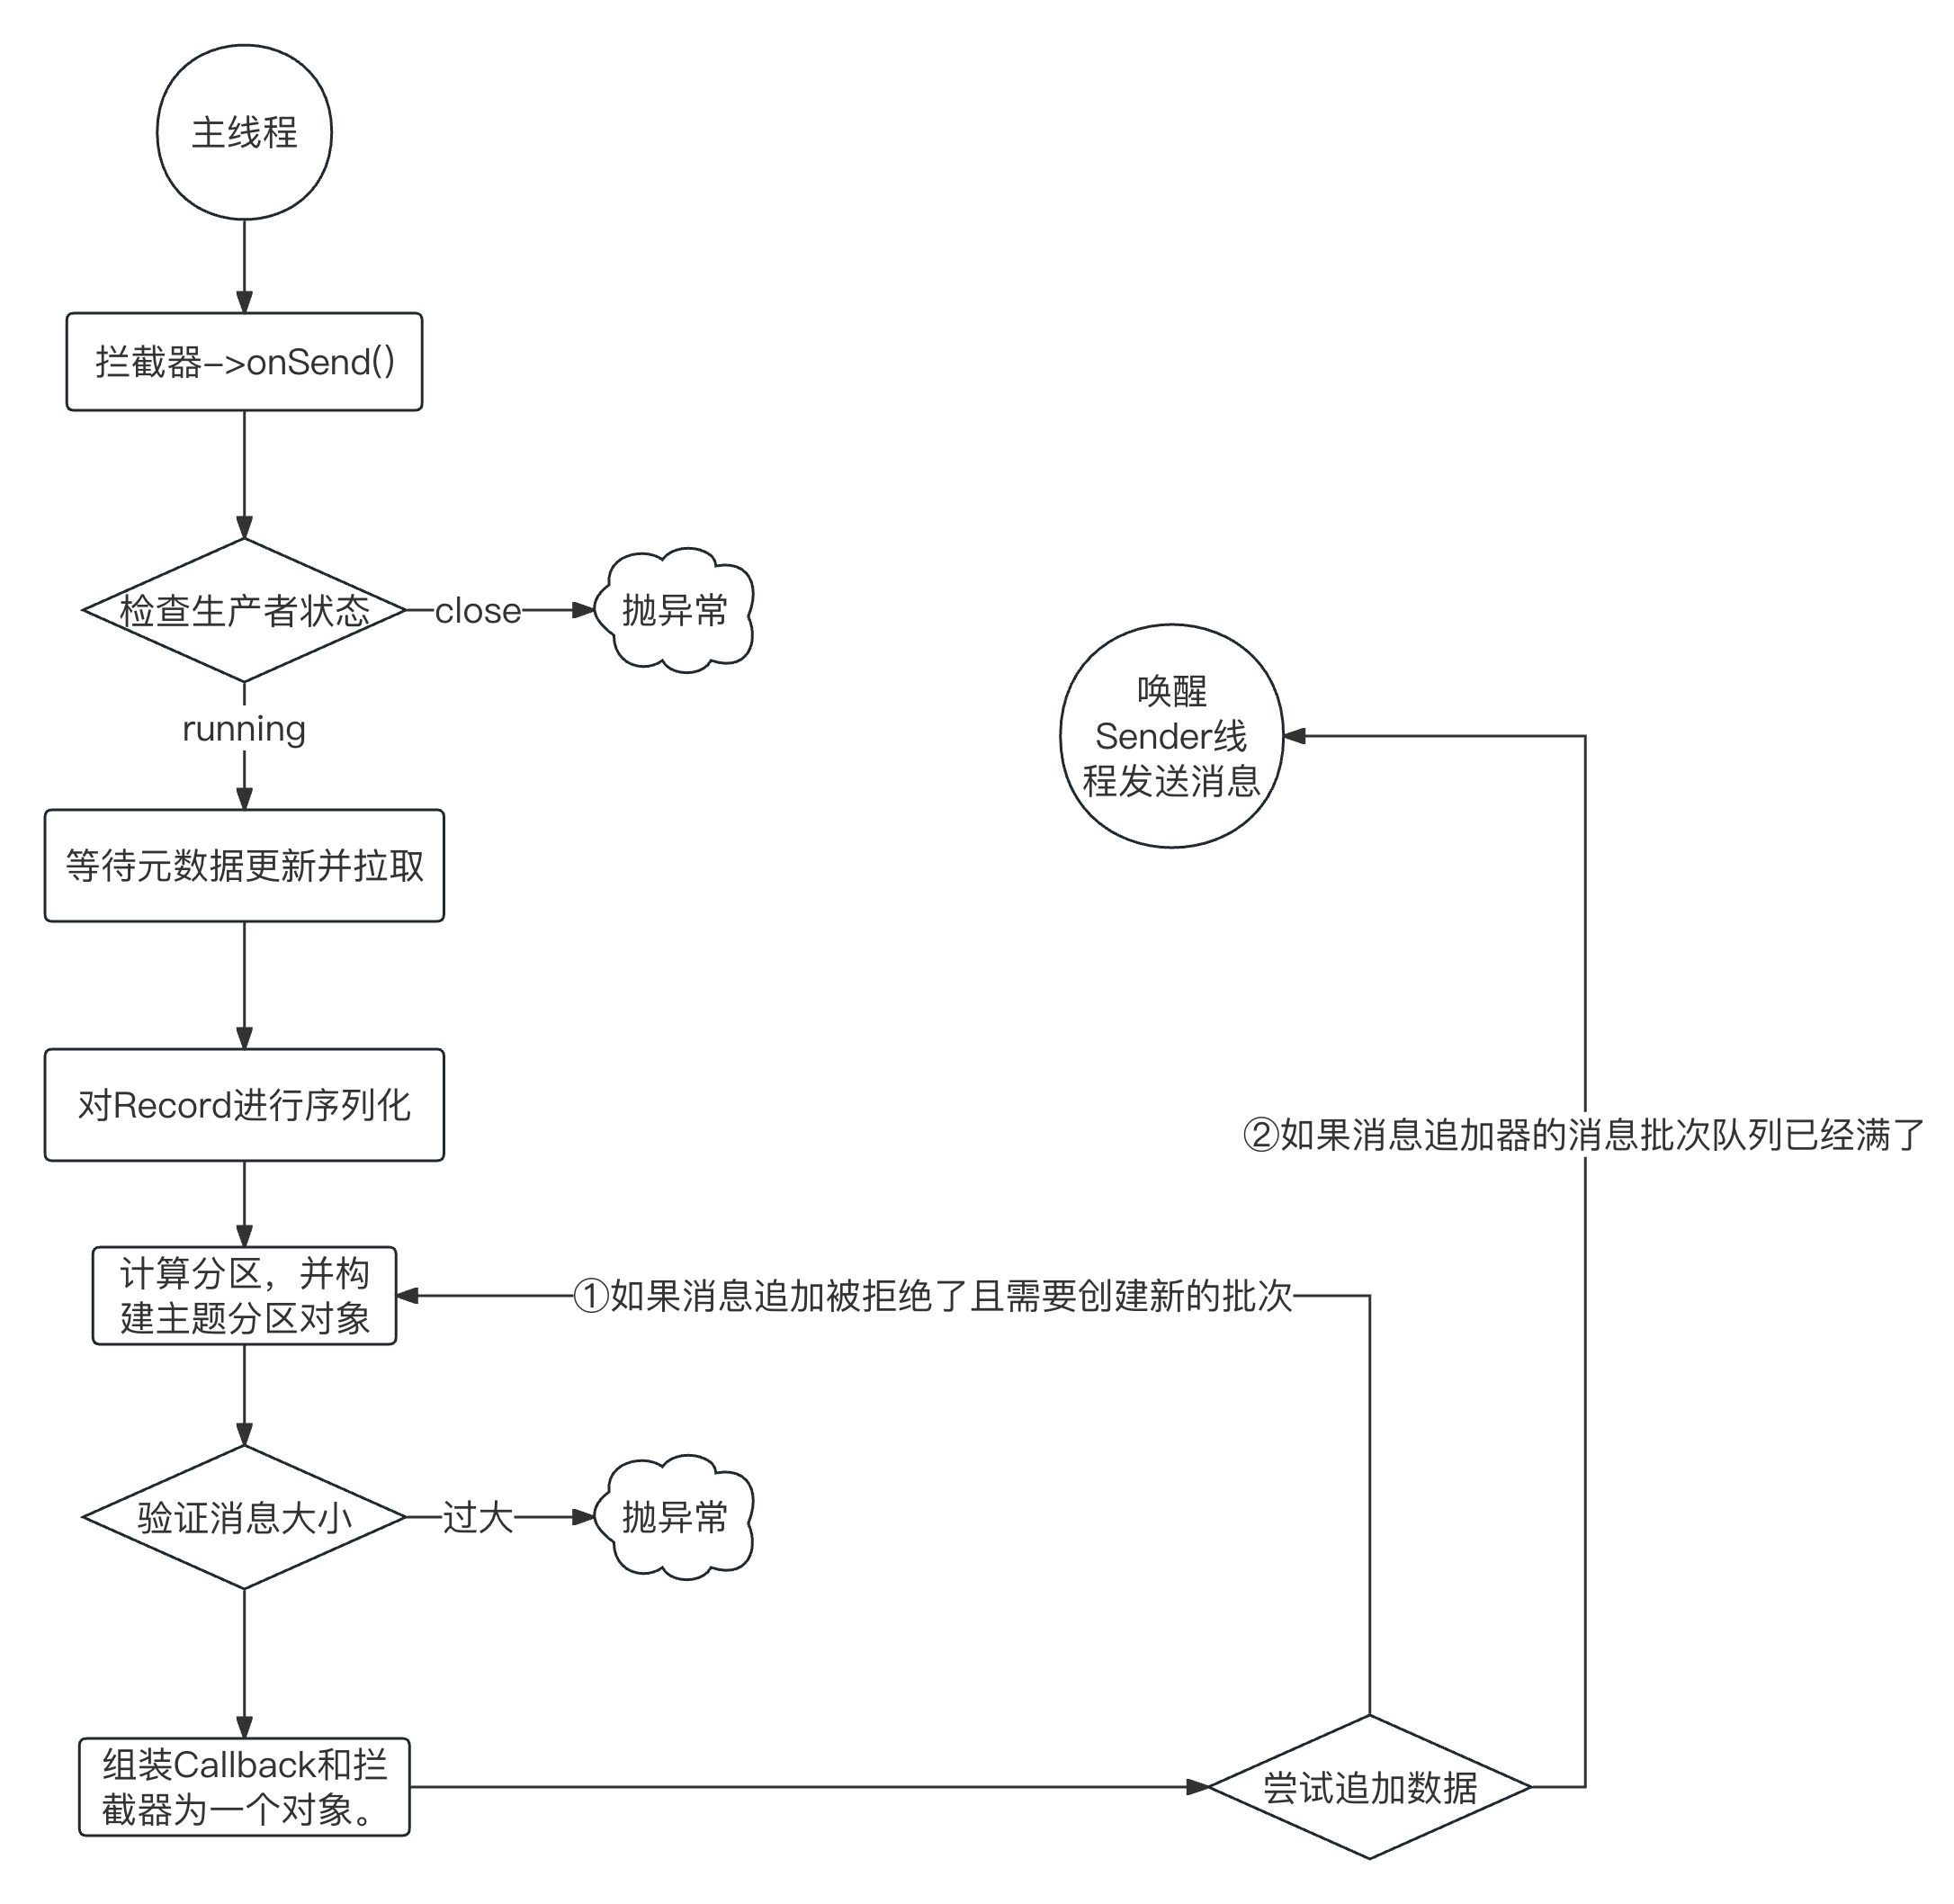 主线程
拦截器->onSend()
检查生产者状态
close
抛异常
running
唤醒
Sender线
程发送消息
等待元数据更新并拉取
对Record进行序列化
②如果消息追加器的消息批次队列已经满了
计算分区，并构
建主题分区对象
①如果消息追加被拒绝了且需要创建新的批次
验证消息大小
过大
抛异常
组装Callback和拦
截器为一个对象。
尝试追加数据